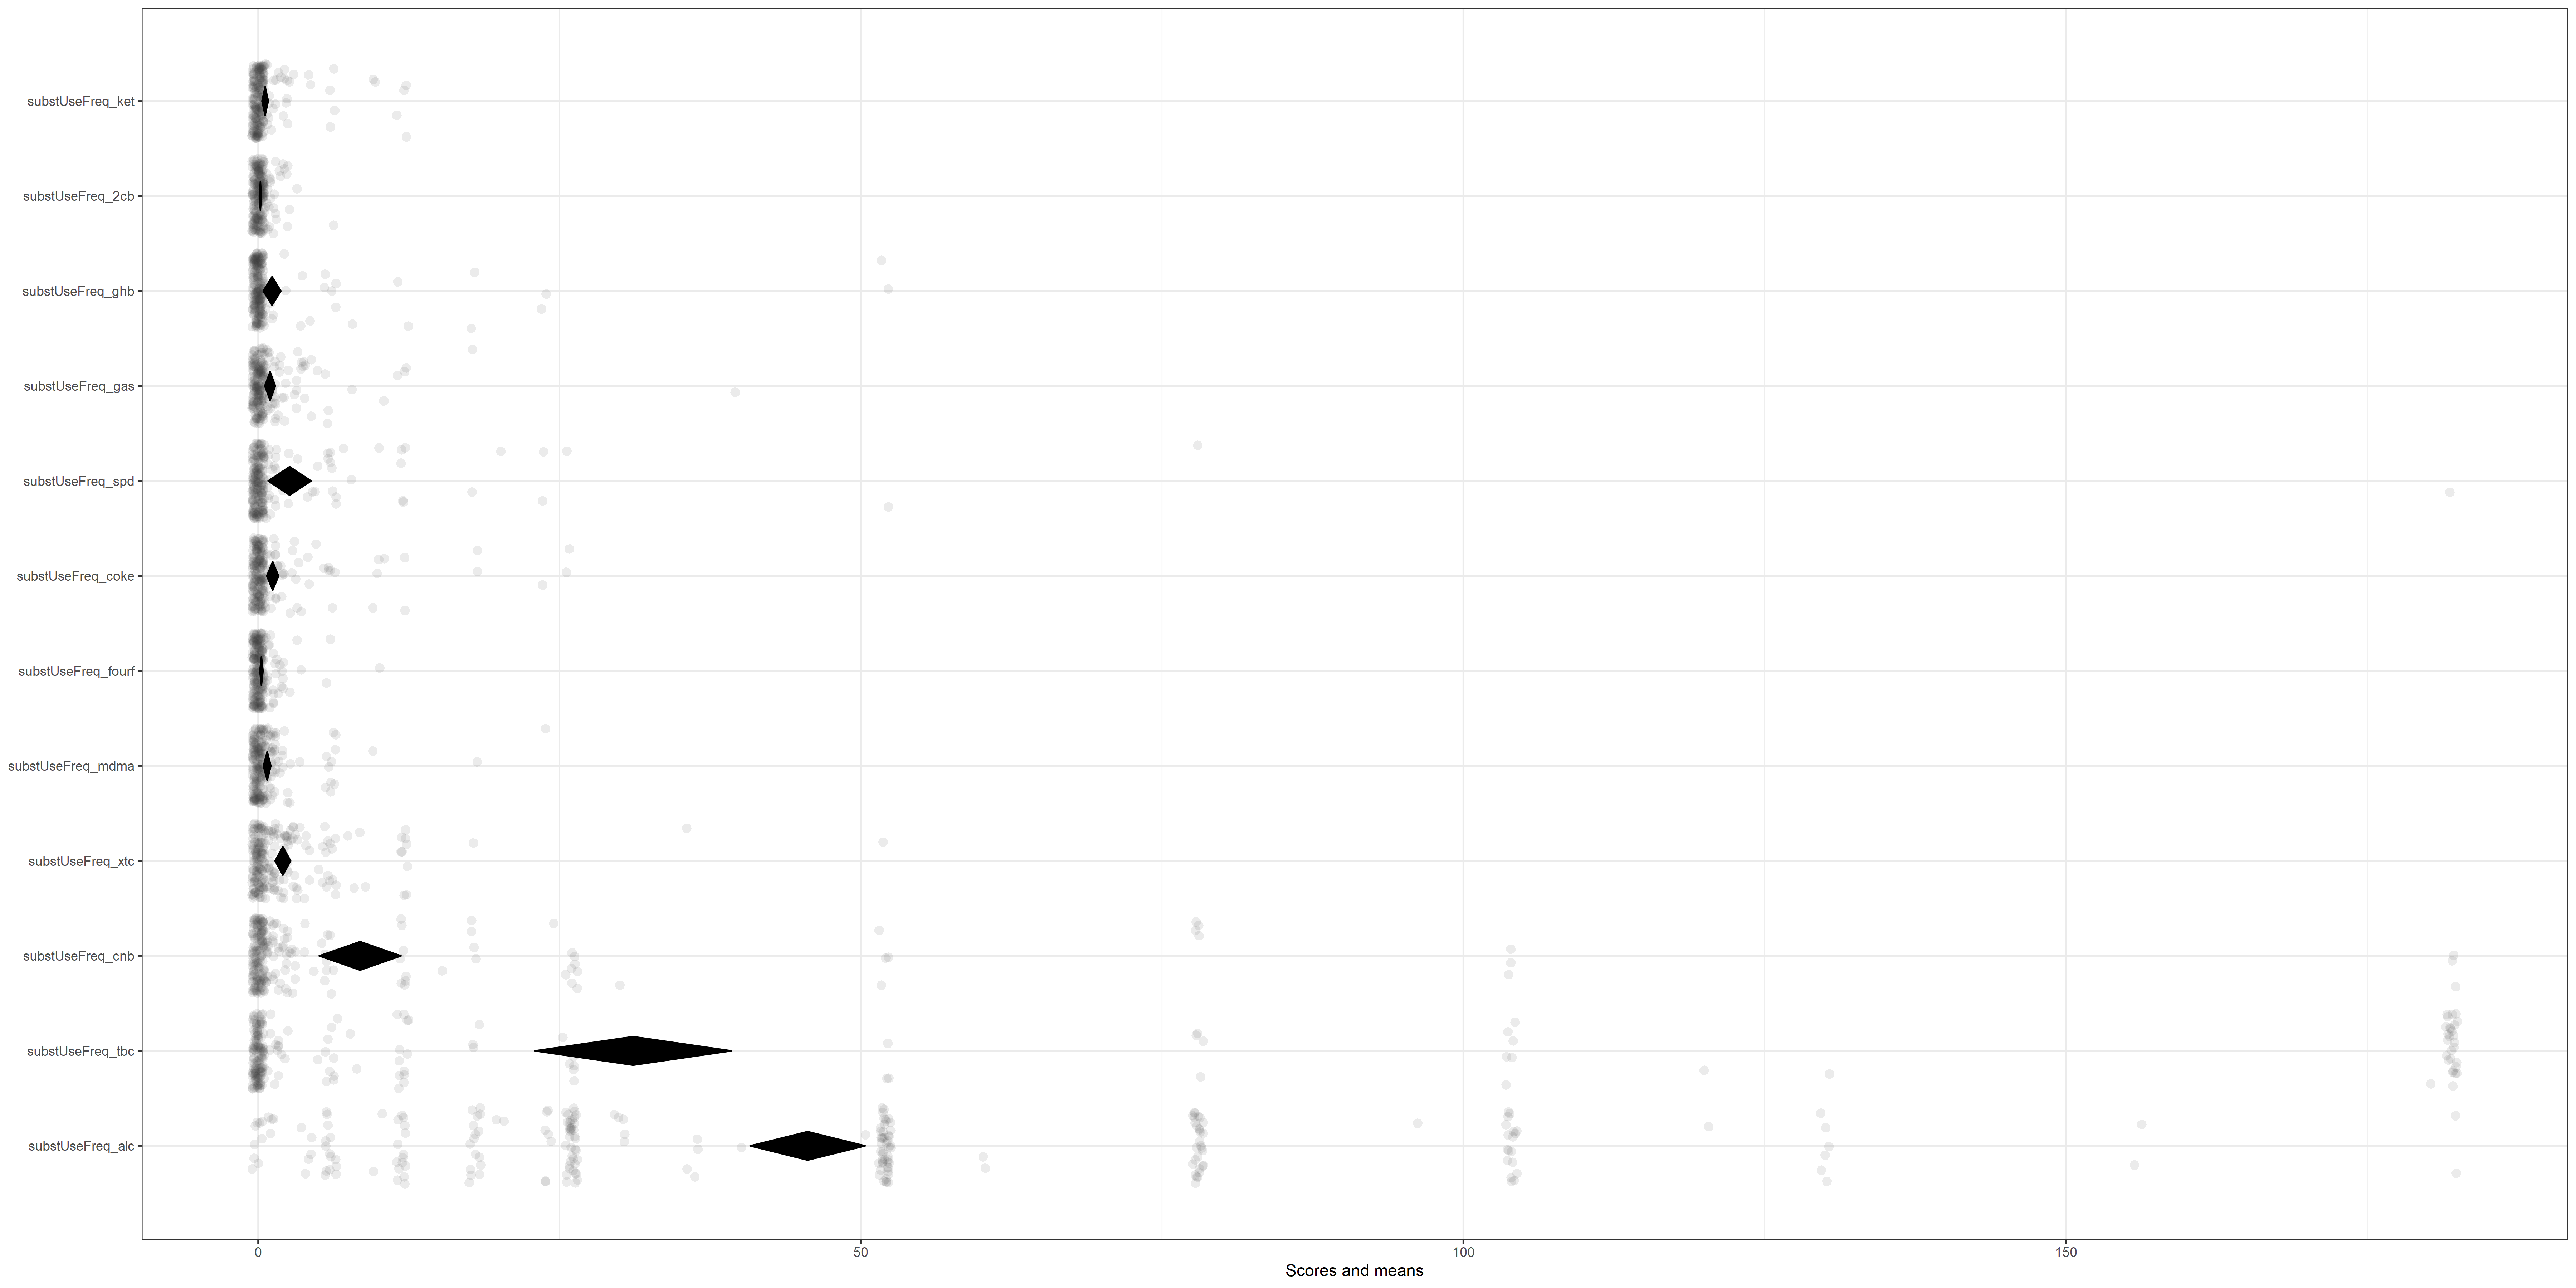 substUseFreq_ket
substUseFreq_2cb
substUseFreq_ghb
substUseFreq_gas
substUseFreq_spd
substUseFreq_coke
substUseFreq_fourf
substUseFreq_mdma
substUseFreq_xtc
substUseFreq_cnb
substUseFreq_tbc
substUseFreq_alc
0 50 100 150
Scores and means